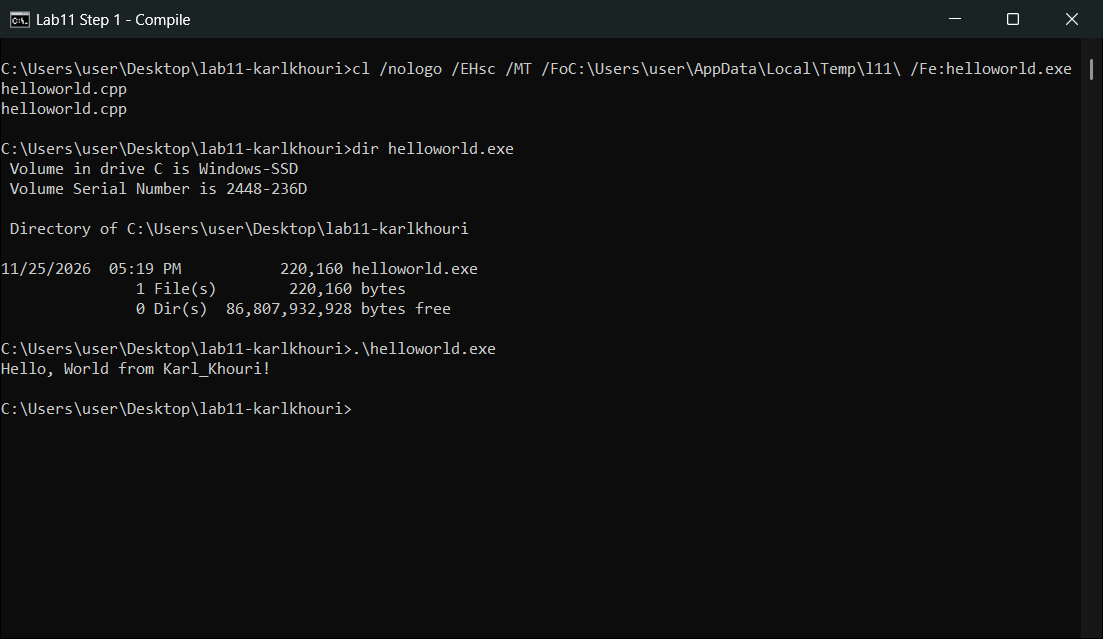 Lab11 Step 1 - Compile
C:\Users\user\Desktop\lab11-karlkhouri>cl /nologo /EHsc /MT /FoC:\Users\user\AppData\Local\Temp\l11\ /Fe:helloworld.exe
helloworld.cpp
helloworld.cpp
C:\Users\user\Desktop\lab11-karlkhouri>dir helloworld.exe
 Volume in drive C is Windows-SSD
 Volume Serial Number is 2448-236D
 Directory of C:\Users\user\Desktop\lab11-karlkhouri
11/25/2026  05:19 PM           220,160 helloworld.exe
               1 File(s)        220,160 bytes
               0 Dir(s)  86,807,932,928 bytes free
C:\Users\user\Desktop\lab11-karlkhouri>.\helloworld.exe
Hello, World from Karl_Khouri!
C:\Users\user\Desktop\lab11-karlkhouri>